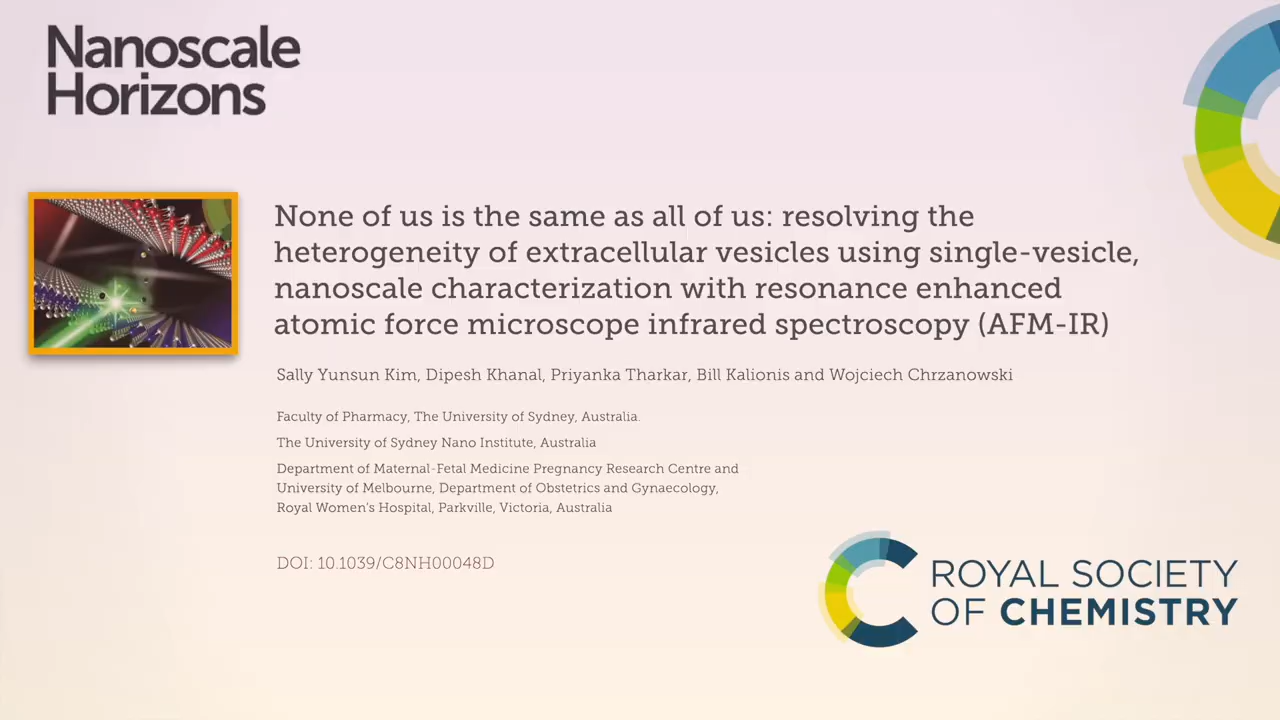 Nanoscale
Horizons
None of us is the same as all of us: resolving the
heterogeneity of extracellular vesicles using single-vesicle,
nanoscale characterization with resonance enhanced
atomic force microscope infrared spectroscopy (AFM-IR)
Sally Yunsun Kim, Dipesh Khanal, Priyanka Tharkar, Bill Kalionis and Wojciech Chrzanowski
Faculty of Pharmacy, The University of Sydney, Australia.
The University of Sydney Nano Institute, Australia
Department of Maternal-Fetal Medicine Pregnancy Research Centre and
University of Melbourne, Department of Obstetrics and Gynaecology,
Royal Women's Hospital, Parkville, Victoria, Australia
DOI: 10.1039/C8NH00048D
ROYAL SOCIETY
OF CHEMISTRY